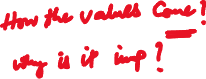 How the values Come?
why is it imp?